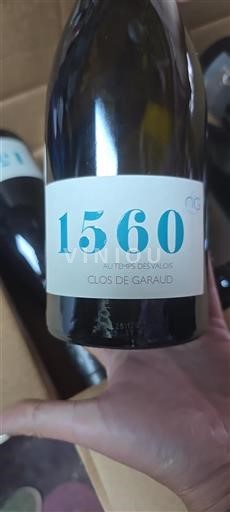 1560
AU TEMPS DES VALOIS
VINIOU
CLOS DE GARAUD